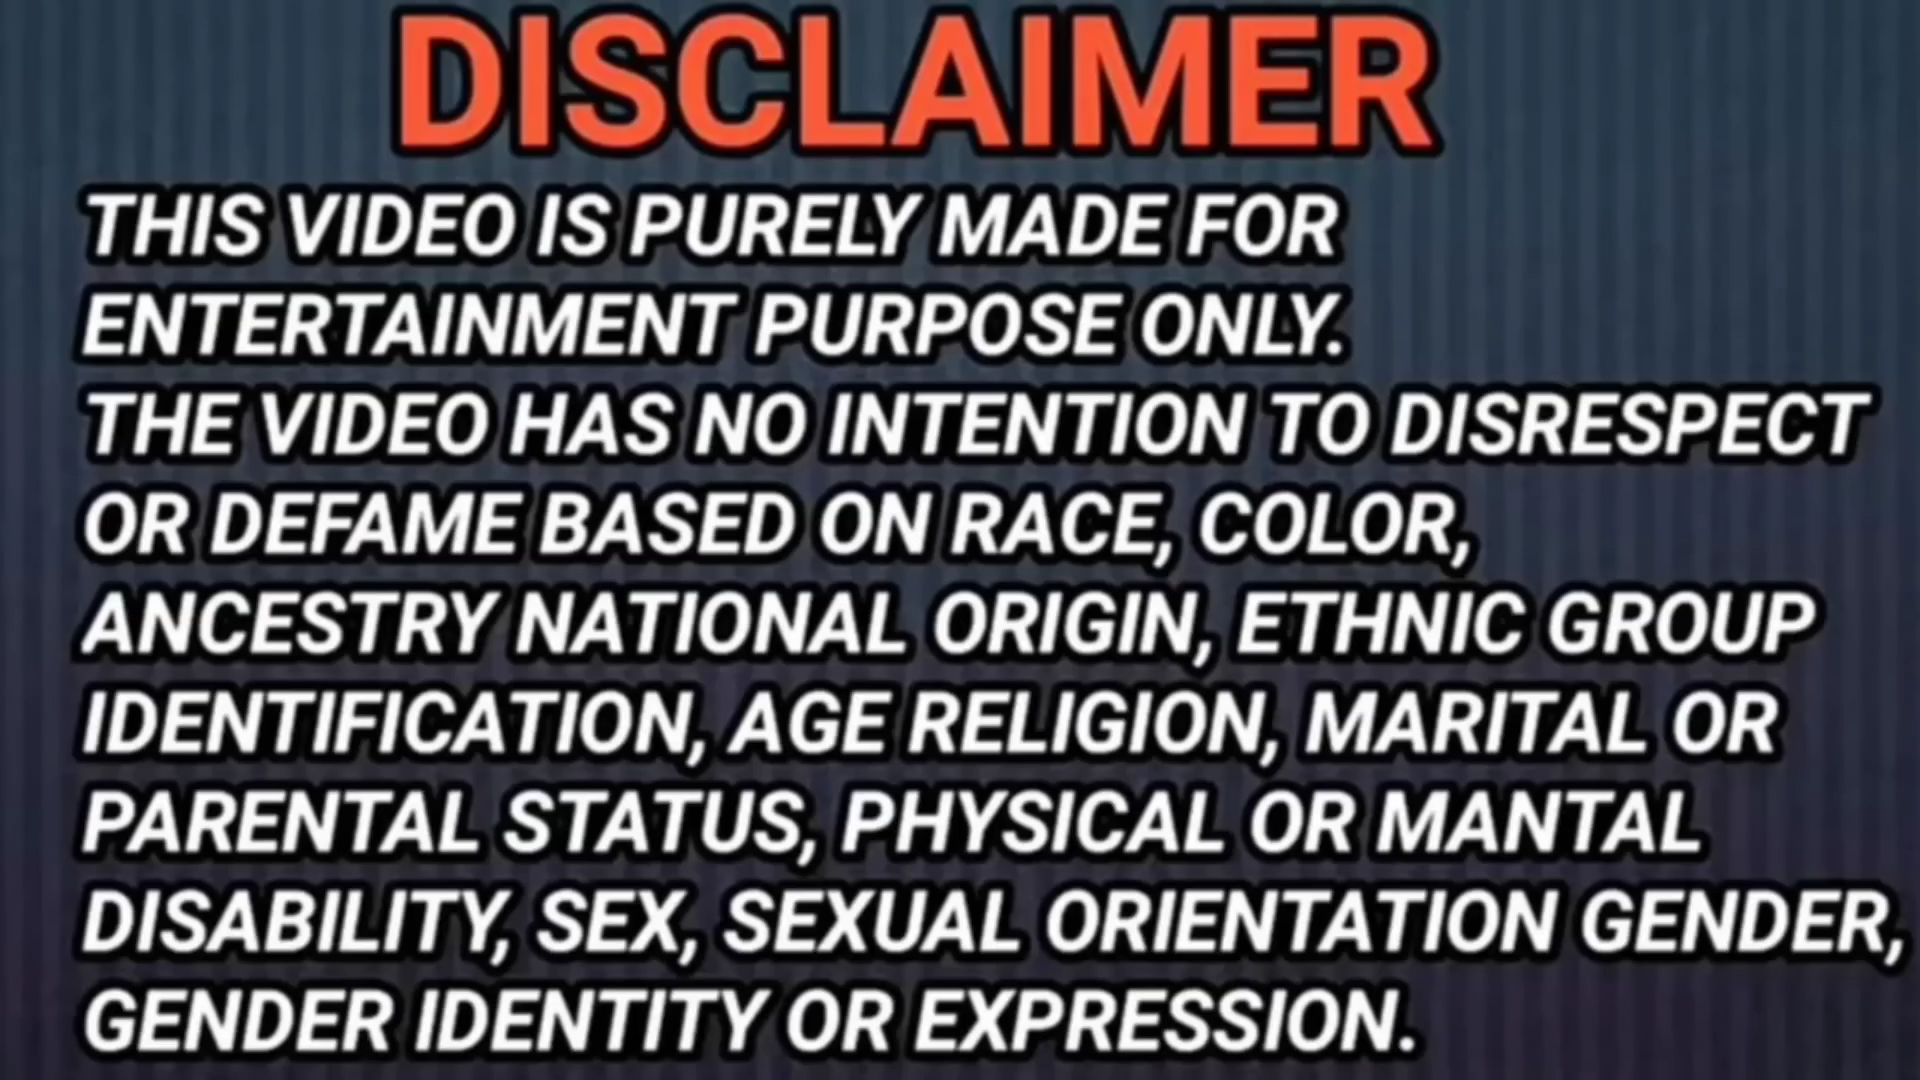 DISCLAIMER
THIS VIDEO IS PURELY MADE FOR
ENTERTAINMENT PURPOSE ONLY.
THE VIDEO HAS NO INTENTION TO DISRESPECT
OR DEFAME BASED ON RACE, COLOR,
ANCESTRY NATIONAL ORIGIN, ETHNIC GROUP
IDENTIFICATION, AGE RELIGION, MARITAL OR
PARENTAL STATUS, PHYSICAL OR MANTAL
DISABILITY, SEX, SEXUAL ORIENTATION GENDER,
GENDER IDENTITY OR EXPRESSION.